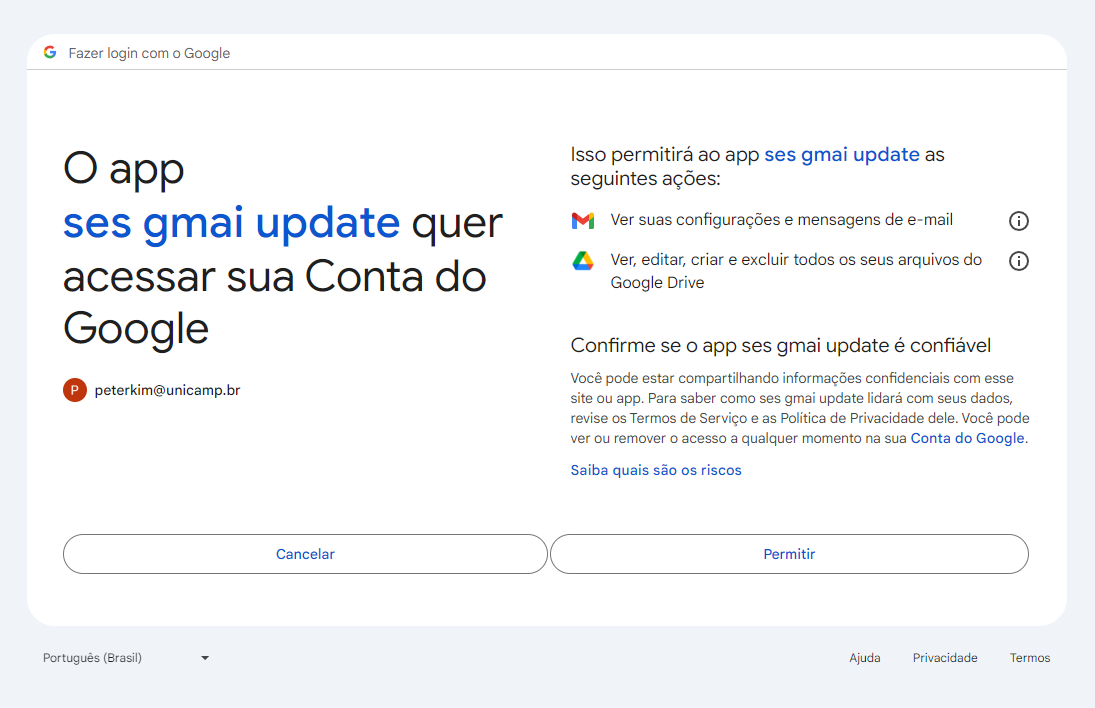 Fazer login com o Google
O app
ses gmai update quer
acessar sua Conta do
Google
P peterkim@unicamp.br
Isso permitirá ao app ses gmai update as
seguintes ações:
Ver suas configurações e mensagens de e-mail
Ver, editar, criar e excluir todos os seus arquivos do
Google Drive
Confirme se o app ses gmai update é confiável
Você pode estar compartilhando informações confidenciais com esse
site ou app. Para saber como ses gmai update lidará com seus dados,
revise os Termos de Serviço e as Política de Privacidade dele. Você pode
ver ou remover o acesso a qualquer momento na sua Conta do Google.
Saiba quais são os riscos
Cancelar
Permitir
Português (Brasil)
Ajuda
Privacidade
Termos